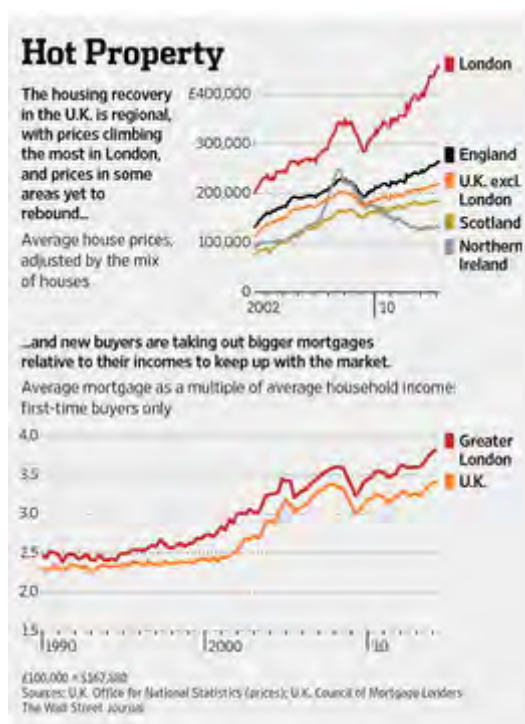 Hot Property
The housing recovery
in the U.K. is regional,
with prices climbing
the most in London,
and prices in some
areas yet to
rebound...
Average house prices,
adjusted by the mix
of houses
£400,000
300,000
200,000
100,000
0
2002
'10
London
England
U.K. excl.
London
Scotland
Northern
Ireland
...and new buyers are taking out bigger mortgages
relative to their incomes to keep up with the market.
Average mortgage as a multiple of average household income:
first-time buyers only
4.0
3.5
3.0
2.5
2.0
1.5
1990
2000
'10
Greater
London
U.K.
£100,000 =
Sources: U.K. Office for National Statistics (prices); U.K. Council of Mortgage Lenders
The Wall Street Journal